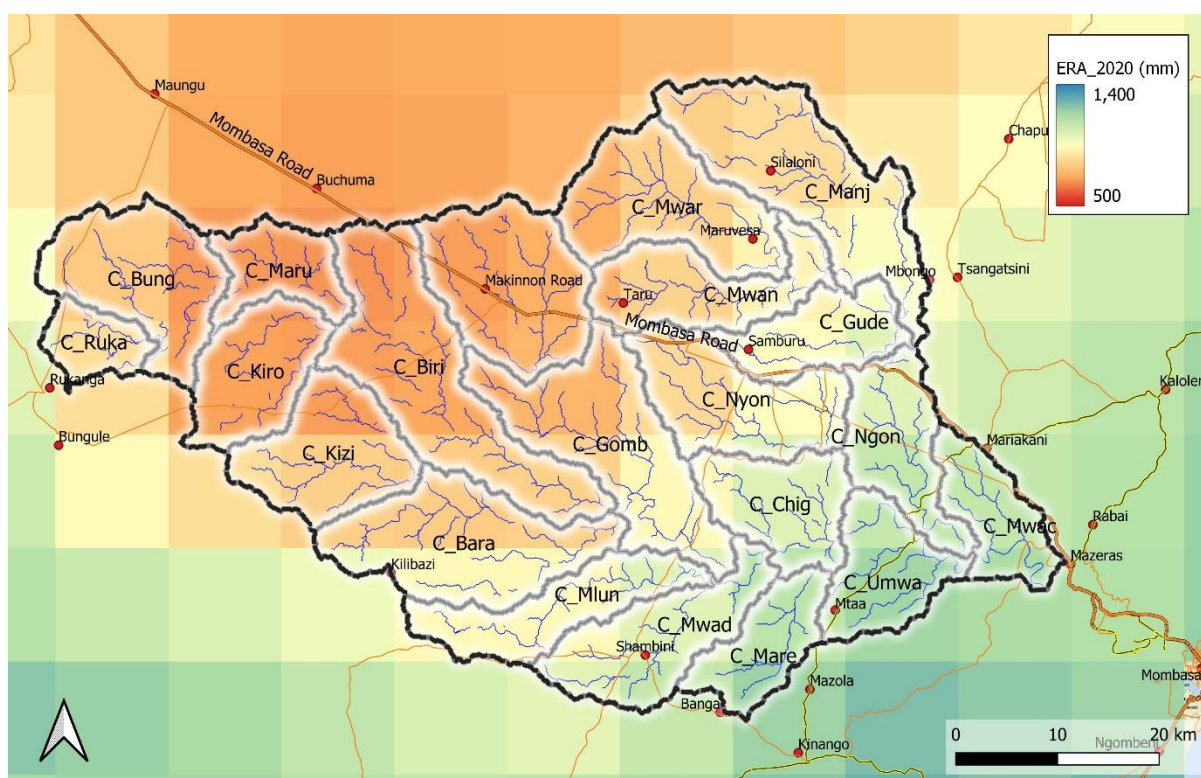 ERA_2020 (mm)
1,400
500
Maungu
Mombasa Road
Buchuma
Chapu
Silaloni
C_Manj
C_Mwar
Maruvesa
C_Maru
C_Bung
Makinnon Road
Taru
C_Mwan
Mbongo
Tsangatsini
C_Gude
Mombasa Road
Samburu
C_Ruka
Rukanga
C_Kiro
C_Biri
C_Nyon
Kaloler
Bungule
C_Kizi
C_Gomb
C_Ngon
Mariakani
C_Chig
C_Mwac
Rabai
C_Bara
Kilibazi
Mazeras
C_Umwa
C_Mlun
Mtaa
C_Mwad
Shambini
C_Mare
Mombasa
Mazola
Banga
0 10 20 km
Ngomben
Kinango